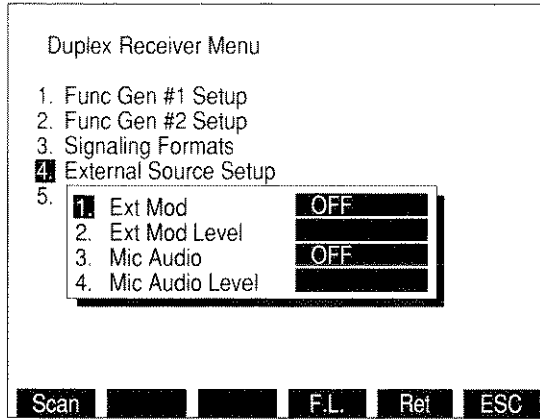 Duplex Receiver Menu
1. Func Gen #1 Setup
2. Func Gen #2 Setup
3. Signaling Formats
4. External Source Setup
5.
1. Ext Mod OFF
2. Ext Mod Level
3. Mic Audio OFF
4. Mic Audio Level
Scan F.L. Ret ESC